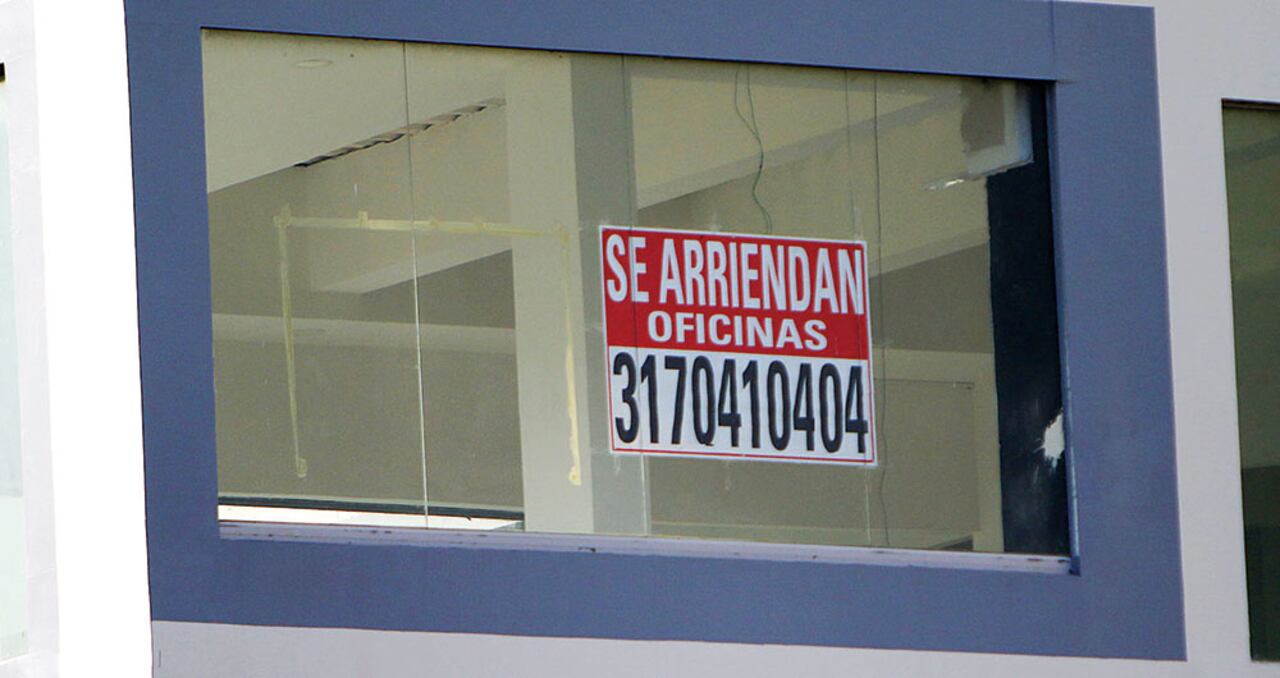 SE ARRIENDAN
OFICINAS
3170410404